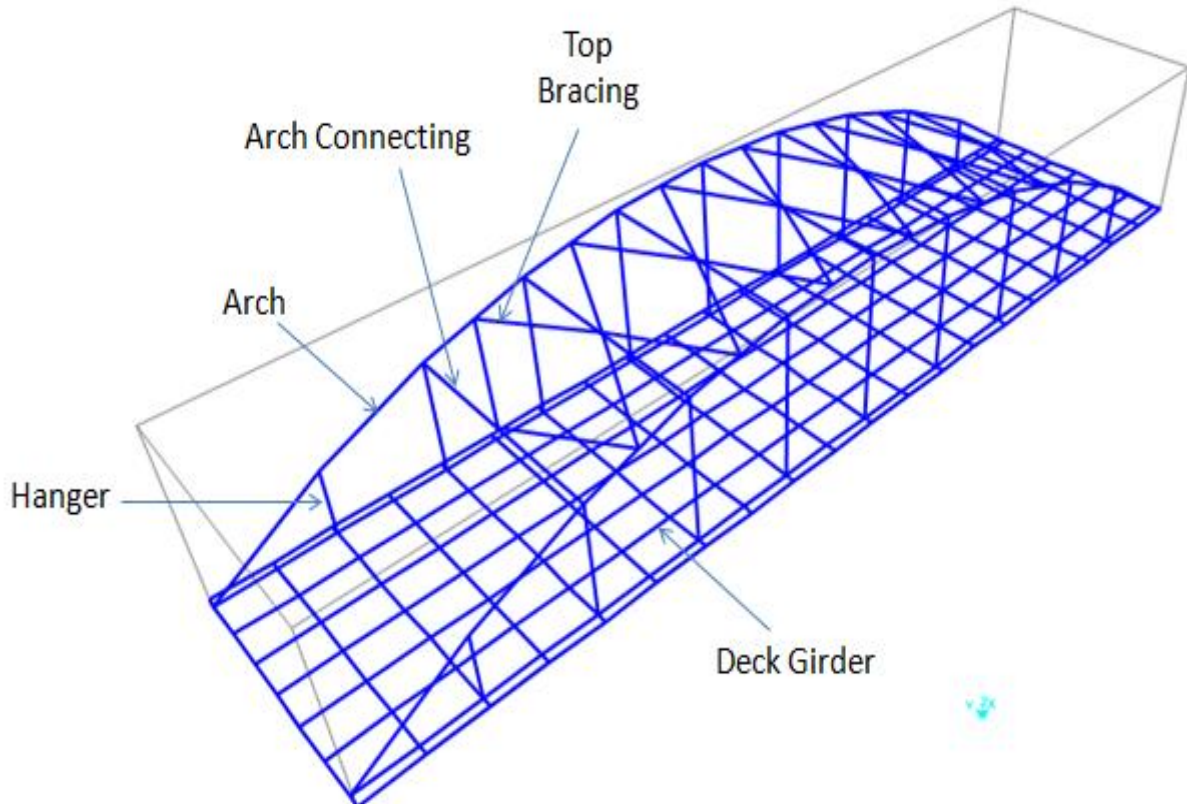 Top
Bracing
Arch Connecting
Arch
Hanger
Deck Girder